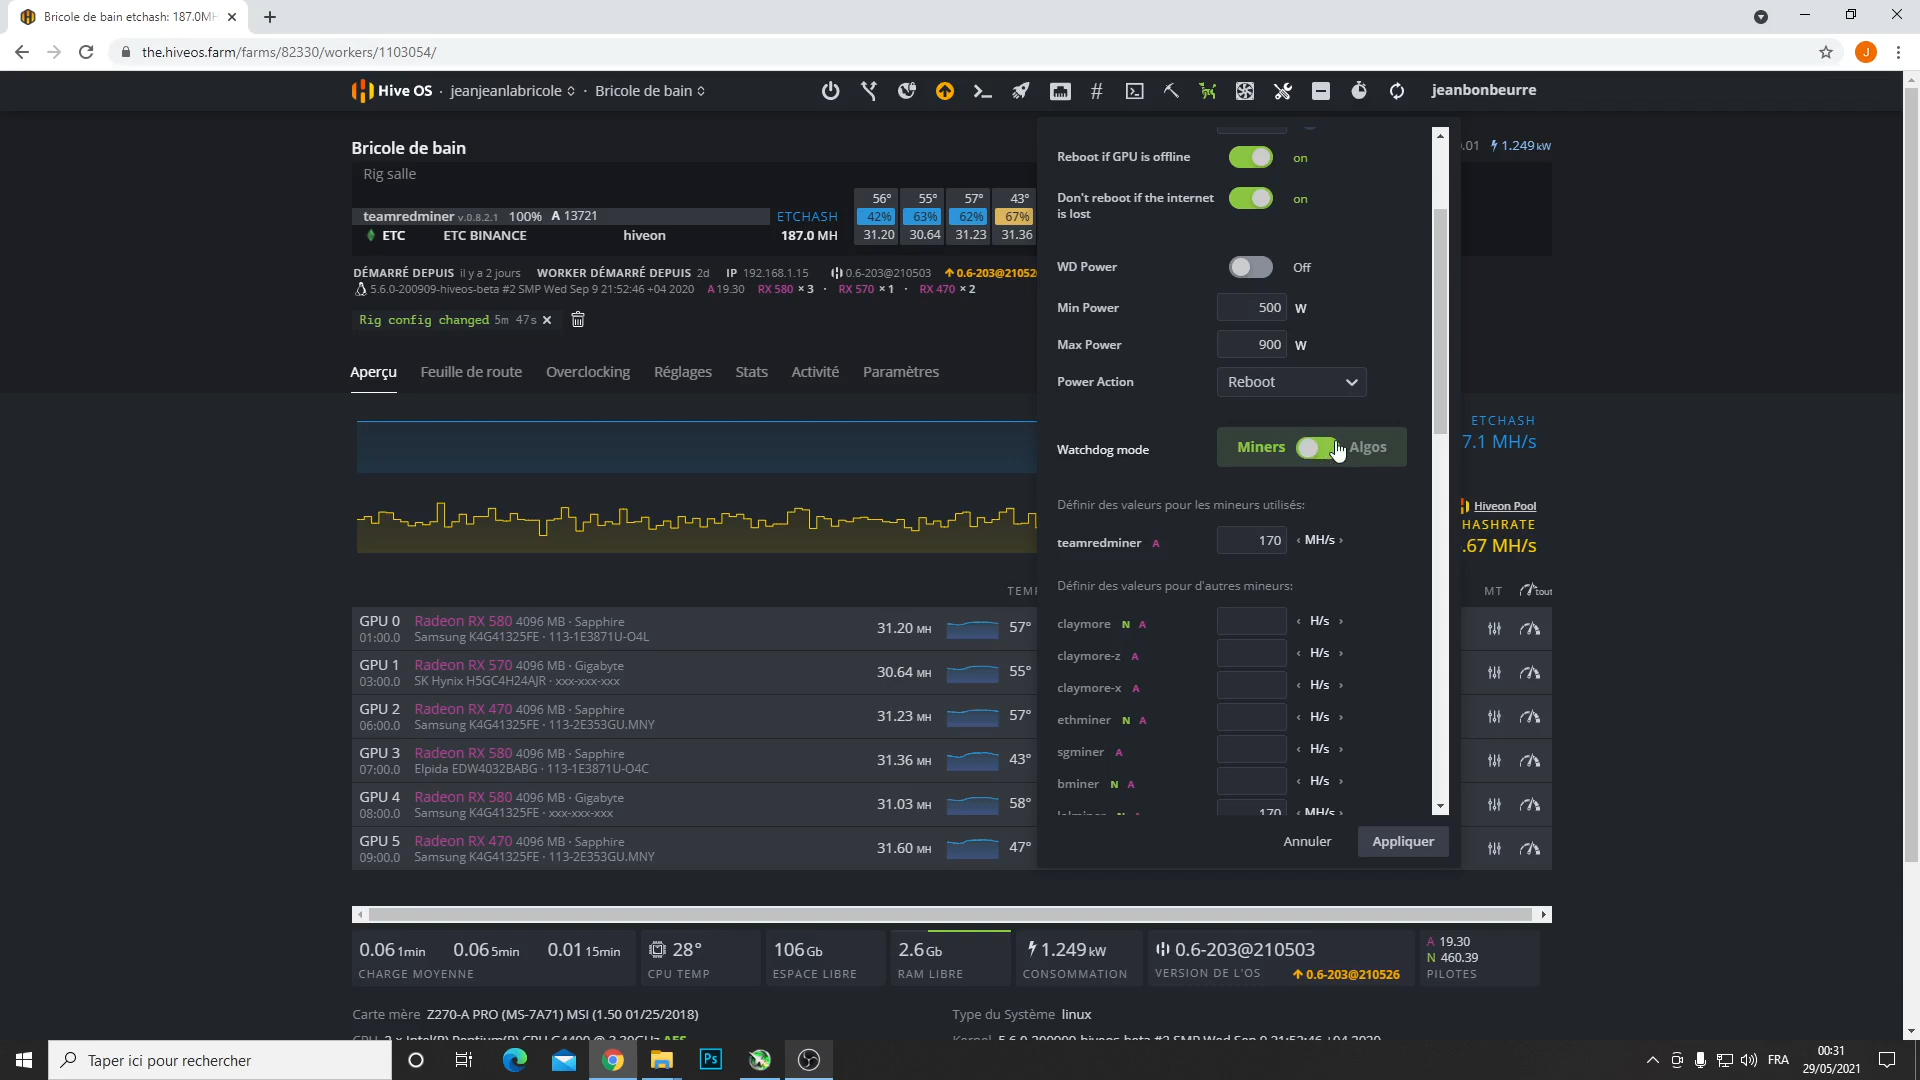 Bricole de bain etchash: 187.0MH
the.hiveos.farm/farms/82330/workers/1103054/
J
Hive OS · jeanjeanlabricole · Bricole de bain
jeanbonbeurre
Bricole de bain
.01 1.249 kW
Rig salle
teamredminer v.0.8.2.1 100% A 13721 ETCHASH
ETC ETC BINANCE hiveon 187.0 MH
56° 55° 57° 43°
42% 63% 62% 67%
31.20 30.64 31.23 31.36
DÉMARRÉ DEPUIS il y a 2 jours WORKER DÉMARRÉ DEPUIS 2d IP 192.168.1.15 0.6-203@210503 0.6-203@21052
5.6.0-200909-hiveos-beta #2 SMP Wed Sep 9 21:52:46 +04 2020 A 19.30 RX 580 × 3 · RX 570 × 1 · RX 470 × 2
Rig config changed 5m 47s ×
Aperçu Feuille de route Overclocking Réglages Stats Activité Paramètres
Reboot if GPU is offline on
Don't reboot if the internet is lost on
WD Power Off
Min Power 500 W
Max Power 900 W
Power Action Reboot
Watchdog mode Miners Algos
Définir des valeurs pour les mineurs utilisés:
teamredminer A 170 MH/s
Définir des valeurs pour d'autres mineurs:
claymore N A H/s
claymore-z A H/s
claymore-x A H/s
ethminer N A H/s
sgminer A H/s
bminer N A H/s
170 MH/s
Annuler Appliquer
ETCHASH
7.1 MH/s
Hiveon Pool
HASHRATE
.67 MH/s
TEM MT tout
GPU 0 Radeon RX 580 4096 MB · Sapphire 31.20 MH 57°
01:00.0 Samsung K4G41325FE · 113-1E3871U-O4L
GPU 1 Radeon RX 570 4096 MB · Gigabyte 30.64 MH 55°
03:00.0 SK Hynix H5GC4H24AJR · xxx-xxx-xxx
GPU 2 Radeon RX 470 4096 MB · Sapphire 31.23 MH 57°
06:00.0 Samsung K4G41325FE · 113-2E353GU.MNY
GPU 3 Radeon RX 580 4096 MB · Sapphire 31.36 MH 43°
07:00.0 Elpida EDW4032BABG · 113-1E3871U-O4C
GPU 4 Radeon RX 580 4096 MB · Gigabyte 31.03 MH 58°
08:00.0 Samsung K4G41325FE · xxx-xxx-xxx
GPU 5 Radeon RX 470 4096 MB · Sapphire 31.60 MH 47°
09:00.0 Samsung K4G41325FE · 113-2E353GU.MNY
0.06 1min 0.06 5min 0.01 15min
CHARGE MOYENNE
28°
CPU TEMP
106 Gb
ESPACE LIBRE
2.6 Gb
RAM LIBRE
1.249 kW
CONSOMMATION
0.6-203@210503
VERSION DE L'OS 0.6-203@210526
A 19.30
N 460.39
PILOTES
Carte mère Z270-A PRO (MS-7A71) MSI (1.50 01/25/2018)
Type du Système linux
Taper ici pour rechercher
Ps
FRA
00:31
29/05/2021